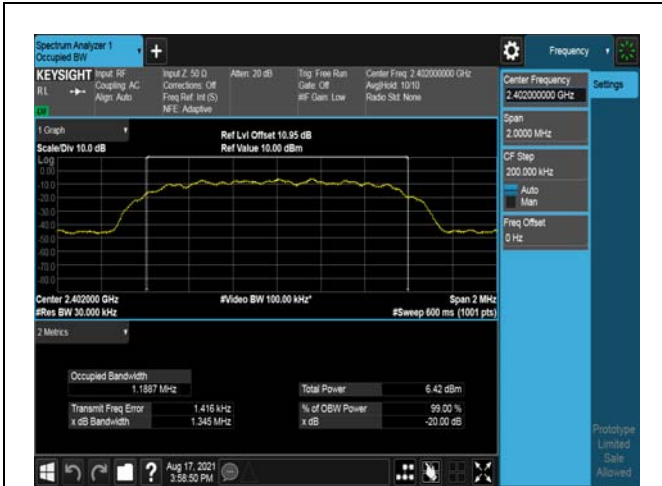 Spectrum Analyzer 1
Occupied BW
Frequency
KEYSIGHT Input: RF
RL Coupling: AC
Align: Auto
Input Z: 50 Ω
Corrections: Off
Freq Ref: Int (S)
NFE: Adaptive
Atten: 20 dB
Trig: Free Run
Gate: Off
#IF Gain: Low
Center Freq: 2.402000000 GHz
Avg|Hold: 10/10
Radio Std: None
Center Frequency
2.402000000 GHz
Settings
Span
2.0000 MHz
CF Step
200.000 kHz
Auto
Man
Freq Offset
0 Hz
1 Graph
Scale/Div 10.0 dB
Ref Lvl Offset 10.95 dB
Ref Value 10.00 dBm
Log
0.00
-10.0
-20.0
-30.0
-40.0
-50.0
-60.0
-70.0
-80.0
Center 2.402000 GHz
#Res BW 30.000 kHz
#Video BW 100.00 kHz*
Span 2 MHz
#Sweep 600 ms (1001 pts)
2 Metrics
Occupied Bandwidth
1.1887 MHz
Total Power 6.42 dBm
Transmit Freq Error 1.416 kHz
% of OBW Power 99.00 %
x dB Bandwidth 1.345 MHz
x dB -20.00 dB
Prototype
Limited
Sale
Allowed
Aug 17, 2021
3:58:50 PM